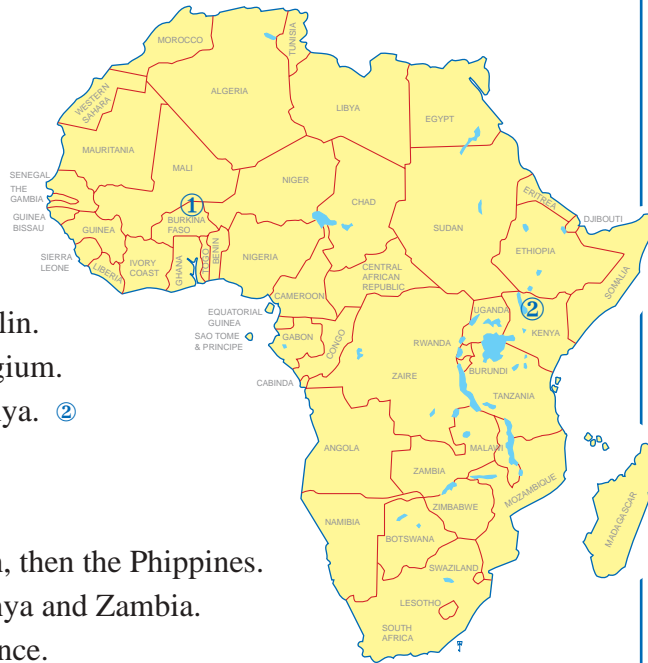 MOROCCO
TUNISIA
ALGERIA
LIBYA
EGYPT
WESTERN
SAHARA
MAURITANIA
MALI
NIGER
CHAD
SUDAN
ERITREA
DJIBOUTI
SENEGAL
THE
GAMBIA
GUINEA
BISSAU
GUINEA
SIERRA
LEONE
LIBERIA
IVORY
COAST
①
BURKINA
FASO
GHANA
TOGO
BENIN
NIGERIA
CAMEROON
CENTRAL
AFRICAN
REPUBLIC
ETHIOPIA
SOMALIA
②
UGANDA
KENYA
EQUATORIAL
GUINEA
SAO TOME
& PRINCIPE
GABON
CONGO
RWANDA
BURUNDI
ZAIRE
TANZANIA
CABINDA
ANGOLA
ZAMBIA
MALAWI
MOZAMBIQUE
ZIMBABWE
NAMIBIA
BOTSWANA
MADAGASCAR
SWAZILAND
LESOTHO
SOUTH
AFRICA
lin.
gium.
ya. ②
, then the Phippines.
nya and Zambia.
nce.